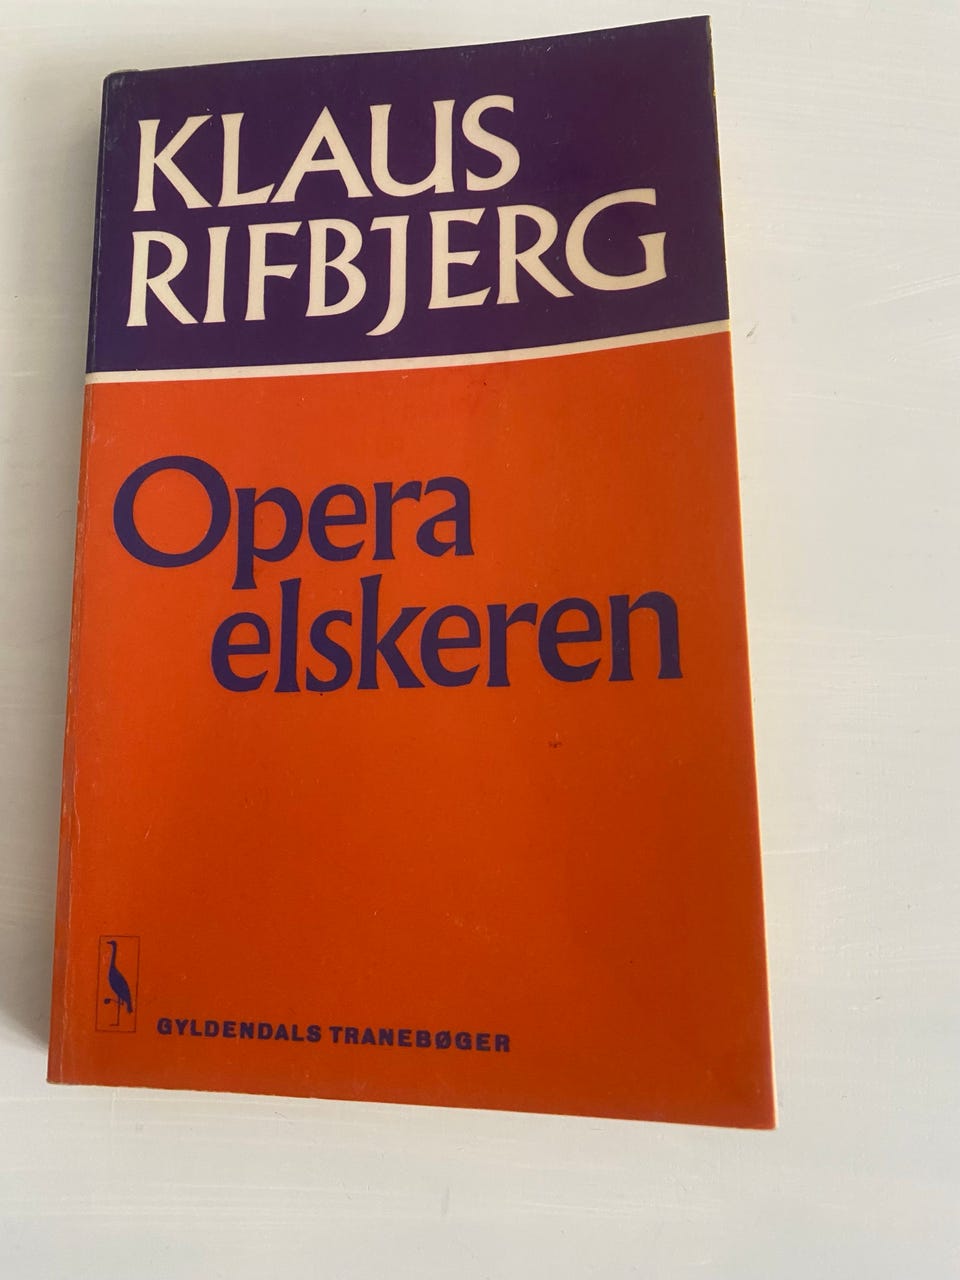 KLAUS
RIFBJERG
Opera
elskeren
GYLDENDALS TRANEBØGER